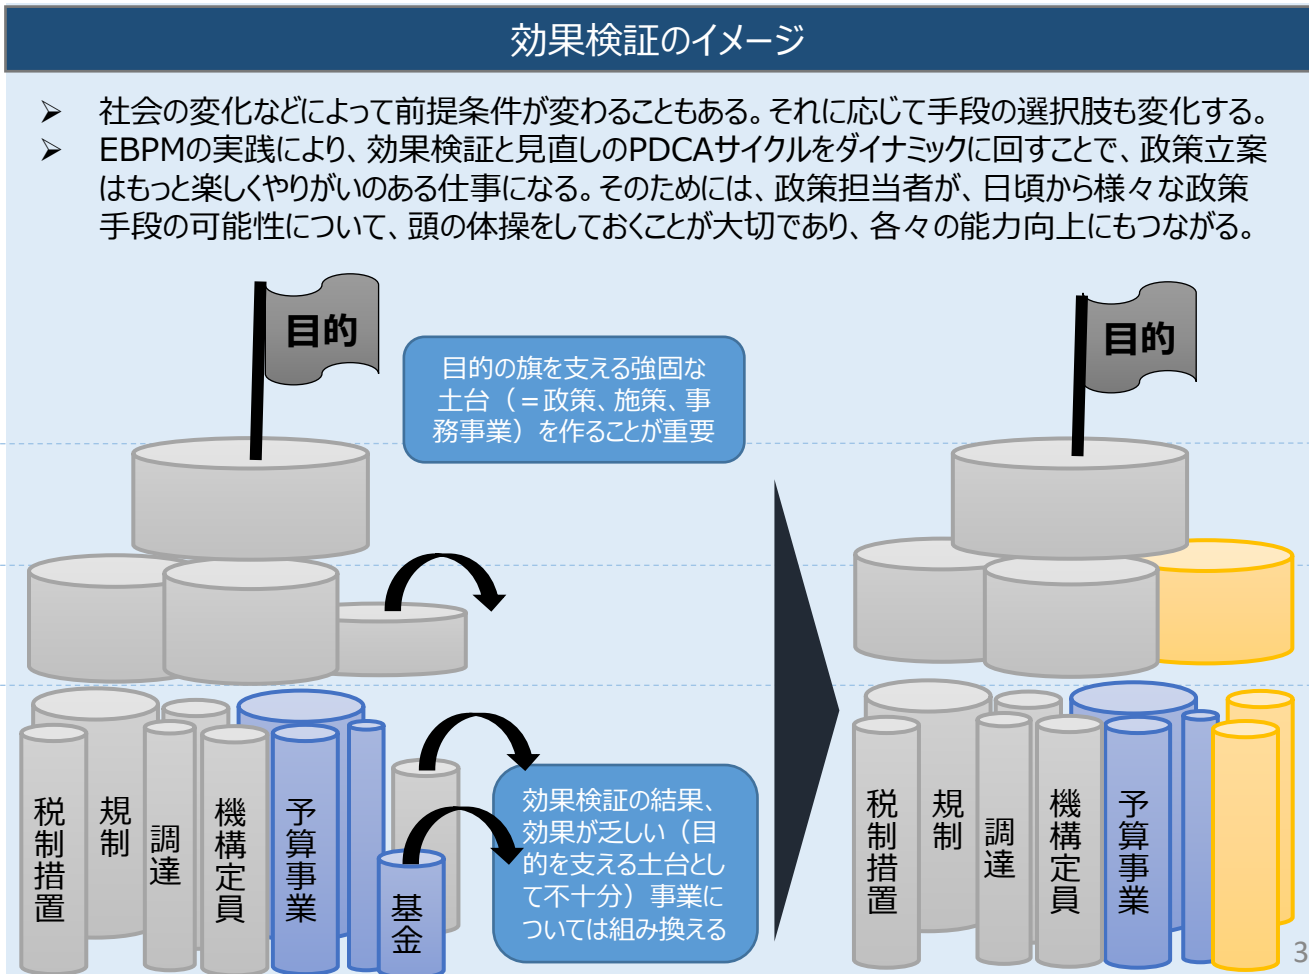 効果検証のイメージ
➢ 社会の変化などによって前提条件が変わることもある。それに応じて手段の選択肢も変化する。
➢ EBPMの実践により、効果検証と見直しのPDCAサイクルをダイナミックに回すことで、政策立案
はもっと楽しくやりがいのある仕事になる。そのためには、政策担当者が、日頃から様々な政策
手段の可能性について、頭の体操をしておくことが大切であり、各々の能力向上にもつながる。
目的
目的の旗を支える強固な
土台（＝政策、施策、事
務事業）を作ることが重要
目的
税制措置
規制
調達
機構定員
予算事業
基金
効果検証の結果、
効果が乏しい（目
的を支える土台とし
て不十分）事業に
ついては組み換える
税制措置
規制
調達
機構定員
予算事業
3